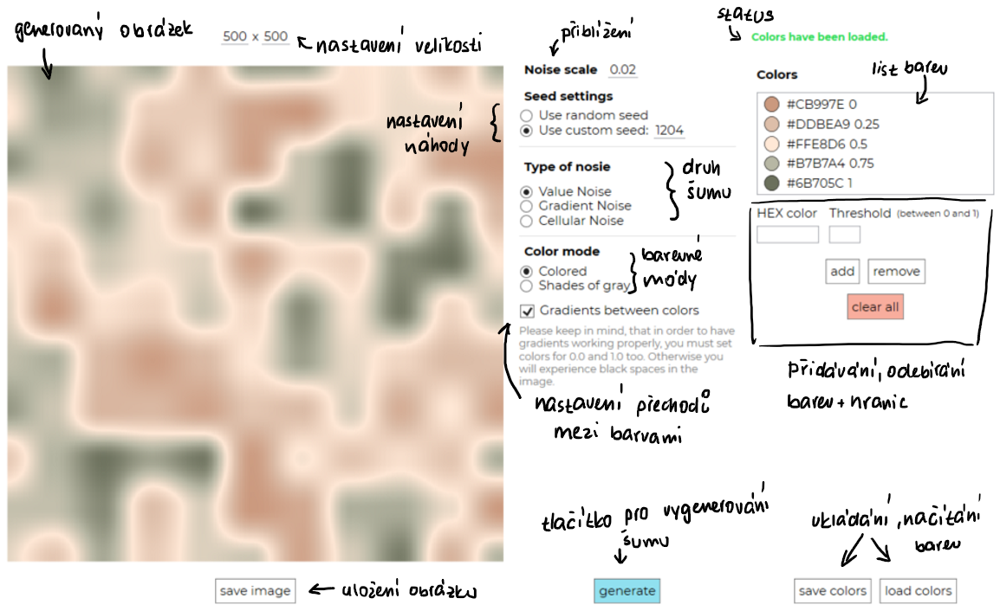 generovaný obrázek
500 x 500
nastavení velikosti
nastavení
náhody
přiblížení
Noise scale 0.02
Seed settings
Use random seed
Use custom seed: 1204
Type of nosie
Value Noise
Gradient Noise
Cellular Noise
druh
šumu
Color mode
Colored
Shades of gray
barevné
módy
Gradients between colors
Please keep in mind, that in order to have
gradients working properly, you must set
colors for 0.0 and 1.0 too. Otherwise you
will experience black spaces in the
image.
nastavení přechodů
mezi barvami
status
Colors have been loaded.
Colors
list barev
#CB997E 0
#DDBEA9 0.25
#FFE8D6 0.5
#B7B7A4 0.75
#6B705C 1
HEX color Threshold (between 0 and 1)
add remove
clear all
přidávání, odebírání
barev + hranic
tlačítko pro vygenerování
šumu
ukládání, načítání
barev
save image
uložení obrázku
generate
save colors load colors